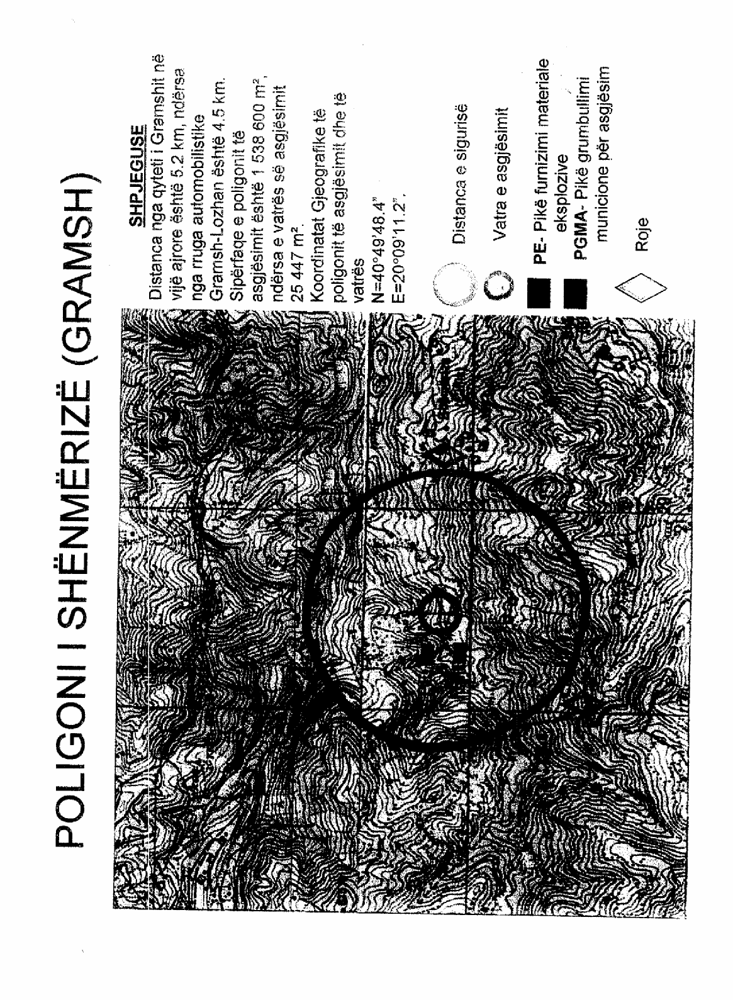 POLIGONI I SHËNMËRIZË (GRAMSH)
SHPJEGUSE
Distanca nga qyteti i Gramshit në
vijë ajrore është 5.2 km, ndërsa
nga rruga automobilistike
Gramsh-Lozhan është 4.5 km.
Sipërfaqe e poligonit të
asgjësimit është 1 538 600 m²,
ndërsa e vatrës së asgjësimit
25 447 m².
Koordinatat Gjeografike të
poligonit të asgjësimit dhe të
vatrës
N=40°49'48.4”
E=20°09'11.2”.
Distanca e sigurisë
Vatra e asgjësimit
PE- Pikë furnizimi materiale
eksplozive
PGMA- Pikë grumbullimi
municione për asgjësim
Roje